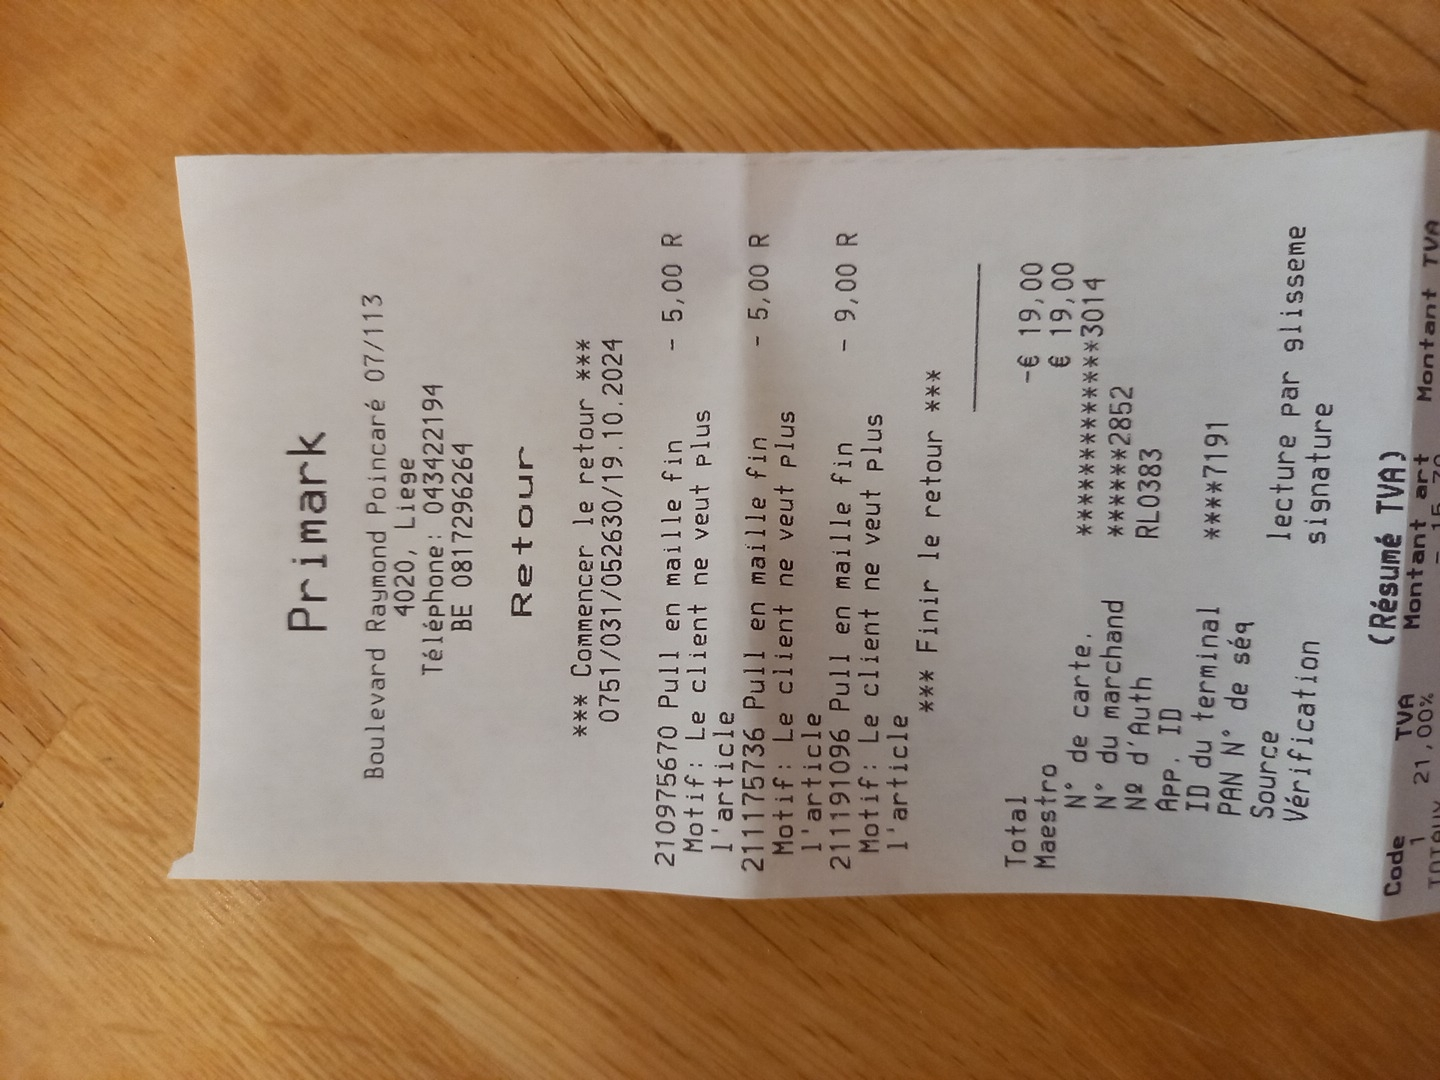 Primark
Boulevard Raymond Poincaré 07/113
4020, Liege
Téléphone: 043422194
BE 0817296264
Retour
*** Commencer le retour ***
0751/031/052630/19.10.2024
210975670 Pull en maille fin - 5,00 R
Motif: Le client ne veut plus
l'article
211175736 Pull en maille fin - 5,00 R
Motif: Le client ne veut plus
l'article
211191096 Pull en maille fin - 9,00 R
Motif: Le client ne veut plus
l'article
*** Finir le retour ***
Total -€ 19,00
Maestro € 19,00
N° de carte. ***************3014
N° du marchand ******2852
Nº d'Auth RL0383
App. ID
ID du terminal ****7191
PAN N° de séq
Source lecture par glisseme
Vérification signature
(Résumé TVA)
Code TVA Montant art Montant TVA
1 21,00% - 15,70